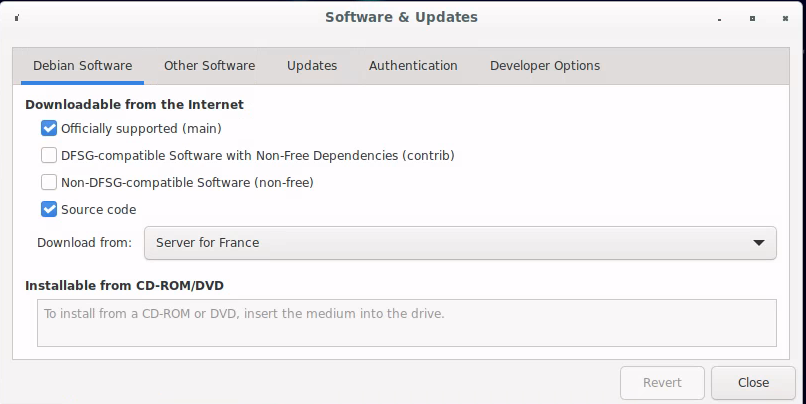 Software & Updates
Debian Software Other Software Updates Authentication Developer Options
Downloadable from the Internet
Officially supported (main)
DFSG-compatible Software with Non-Free Dependencies (contrib)
Non-DFSG-compatible Software (non-free)
Source code
Download from: Server for France
Installable from CD-ROM/DVD
To install from a CD-ROM or DVD, insert the medium into the drive.
Revert Close